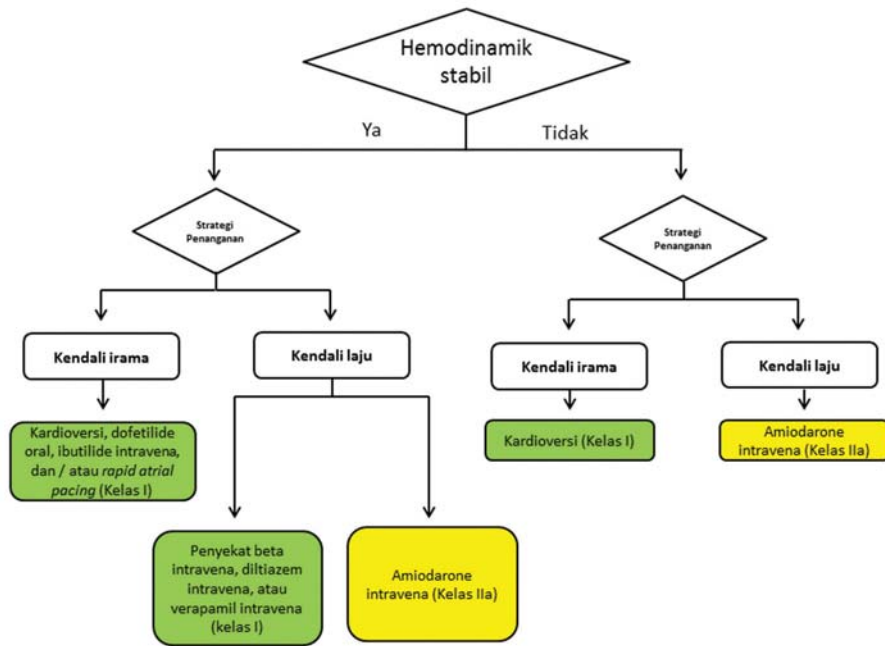 Hemodinamik
stabil
Ya
Tidak
Strategi
Penanganan
Strategi
Penanganan
Kendali irama
Kendali laju
Kendali irama
Kendali laju
Kardioversi, dofetilide
oral, ibutilide intravena,
dan / atau rapid atrial
pacing (Kelas I)
Kardioversi (Kelas I)
Amiodarone
intravena (Kelas IIa)
Penyekat beta
intravena, diltiazem
intravena, atau
verapamil intravena
(kelas I)
Amiodarone
intravena (Kelas IIa)